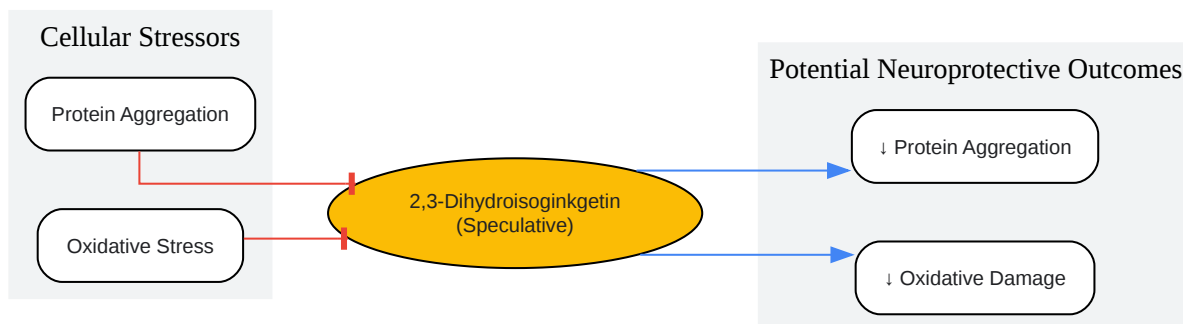 Cellular Stressors
Protein Aggregation
Oxidative Stress
2,3-Dihydroisoginkgetin
(Speculative)
Potential Neuroprotective Outcomes
↓ Protein Aggregation
↓ Oxidative Damage